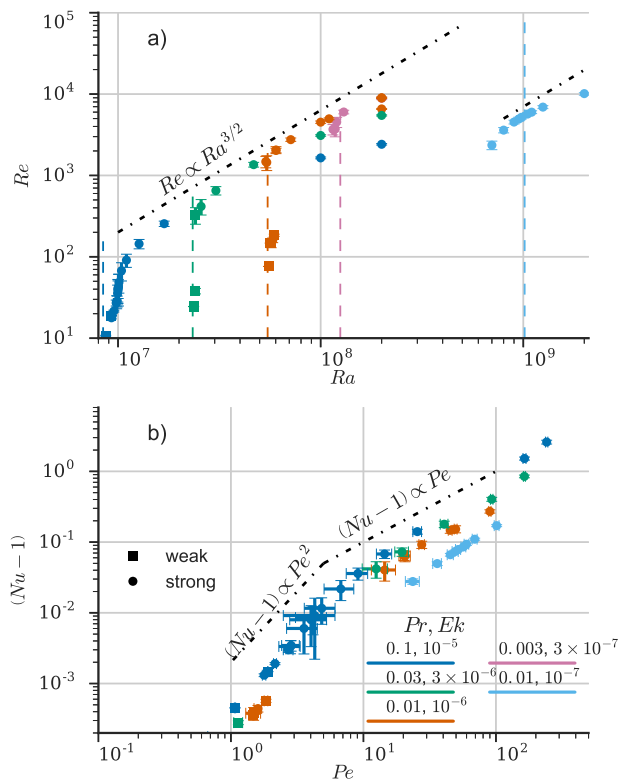 a)
10^5
10^4
10^3
10^2
10^1
Re
Re ∝ Ra^{3/2}
10^7
10^8
10^9
Ra
b)
10^0
10^{-1}
10^{-2}
10^{-3}
(Nu − 1)
(Nu − 1) ∝ Pe^2
(Nu − 1) ∝ Pe
weak
strong
Pr, Ek
0.1, 10^{-5}
0.03, 3 × 10^{-6}
0.01, 10^{-6}
0.003, 3 × 10^{-7}
0.01, 10^{-7}
10^{-1}
10^0
10^1
10^2
Pe